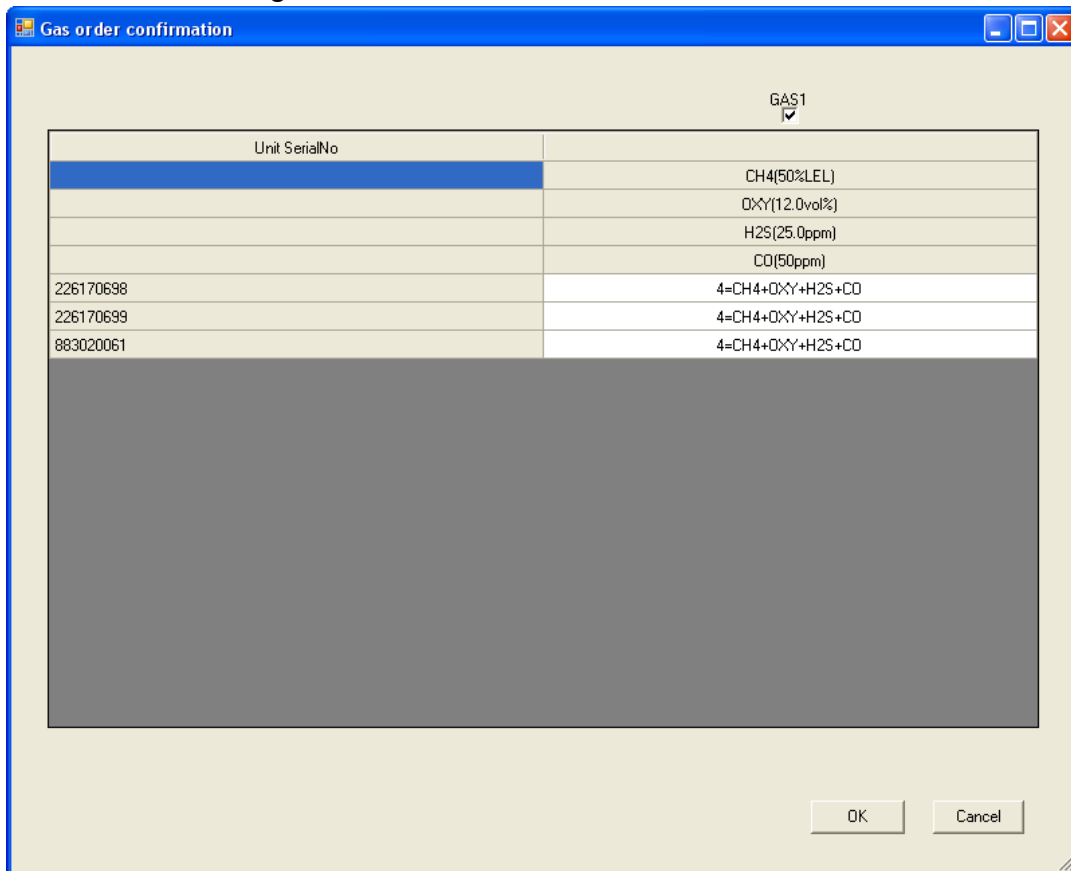 Gas order confirmation
GAS1
Unit SerialNo
CH4(50%LEL)
OXY(12.0vol%)
H2S(25.0ppm)
CO(50ppm)
226170698 4=CH4+OXY+H2S+CO
226170699 4=CH4+OXY+H2S+CO
883020061 4=CH4+OXY+H2S+CO
OK Cancel